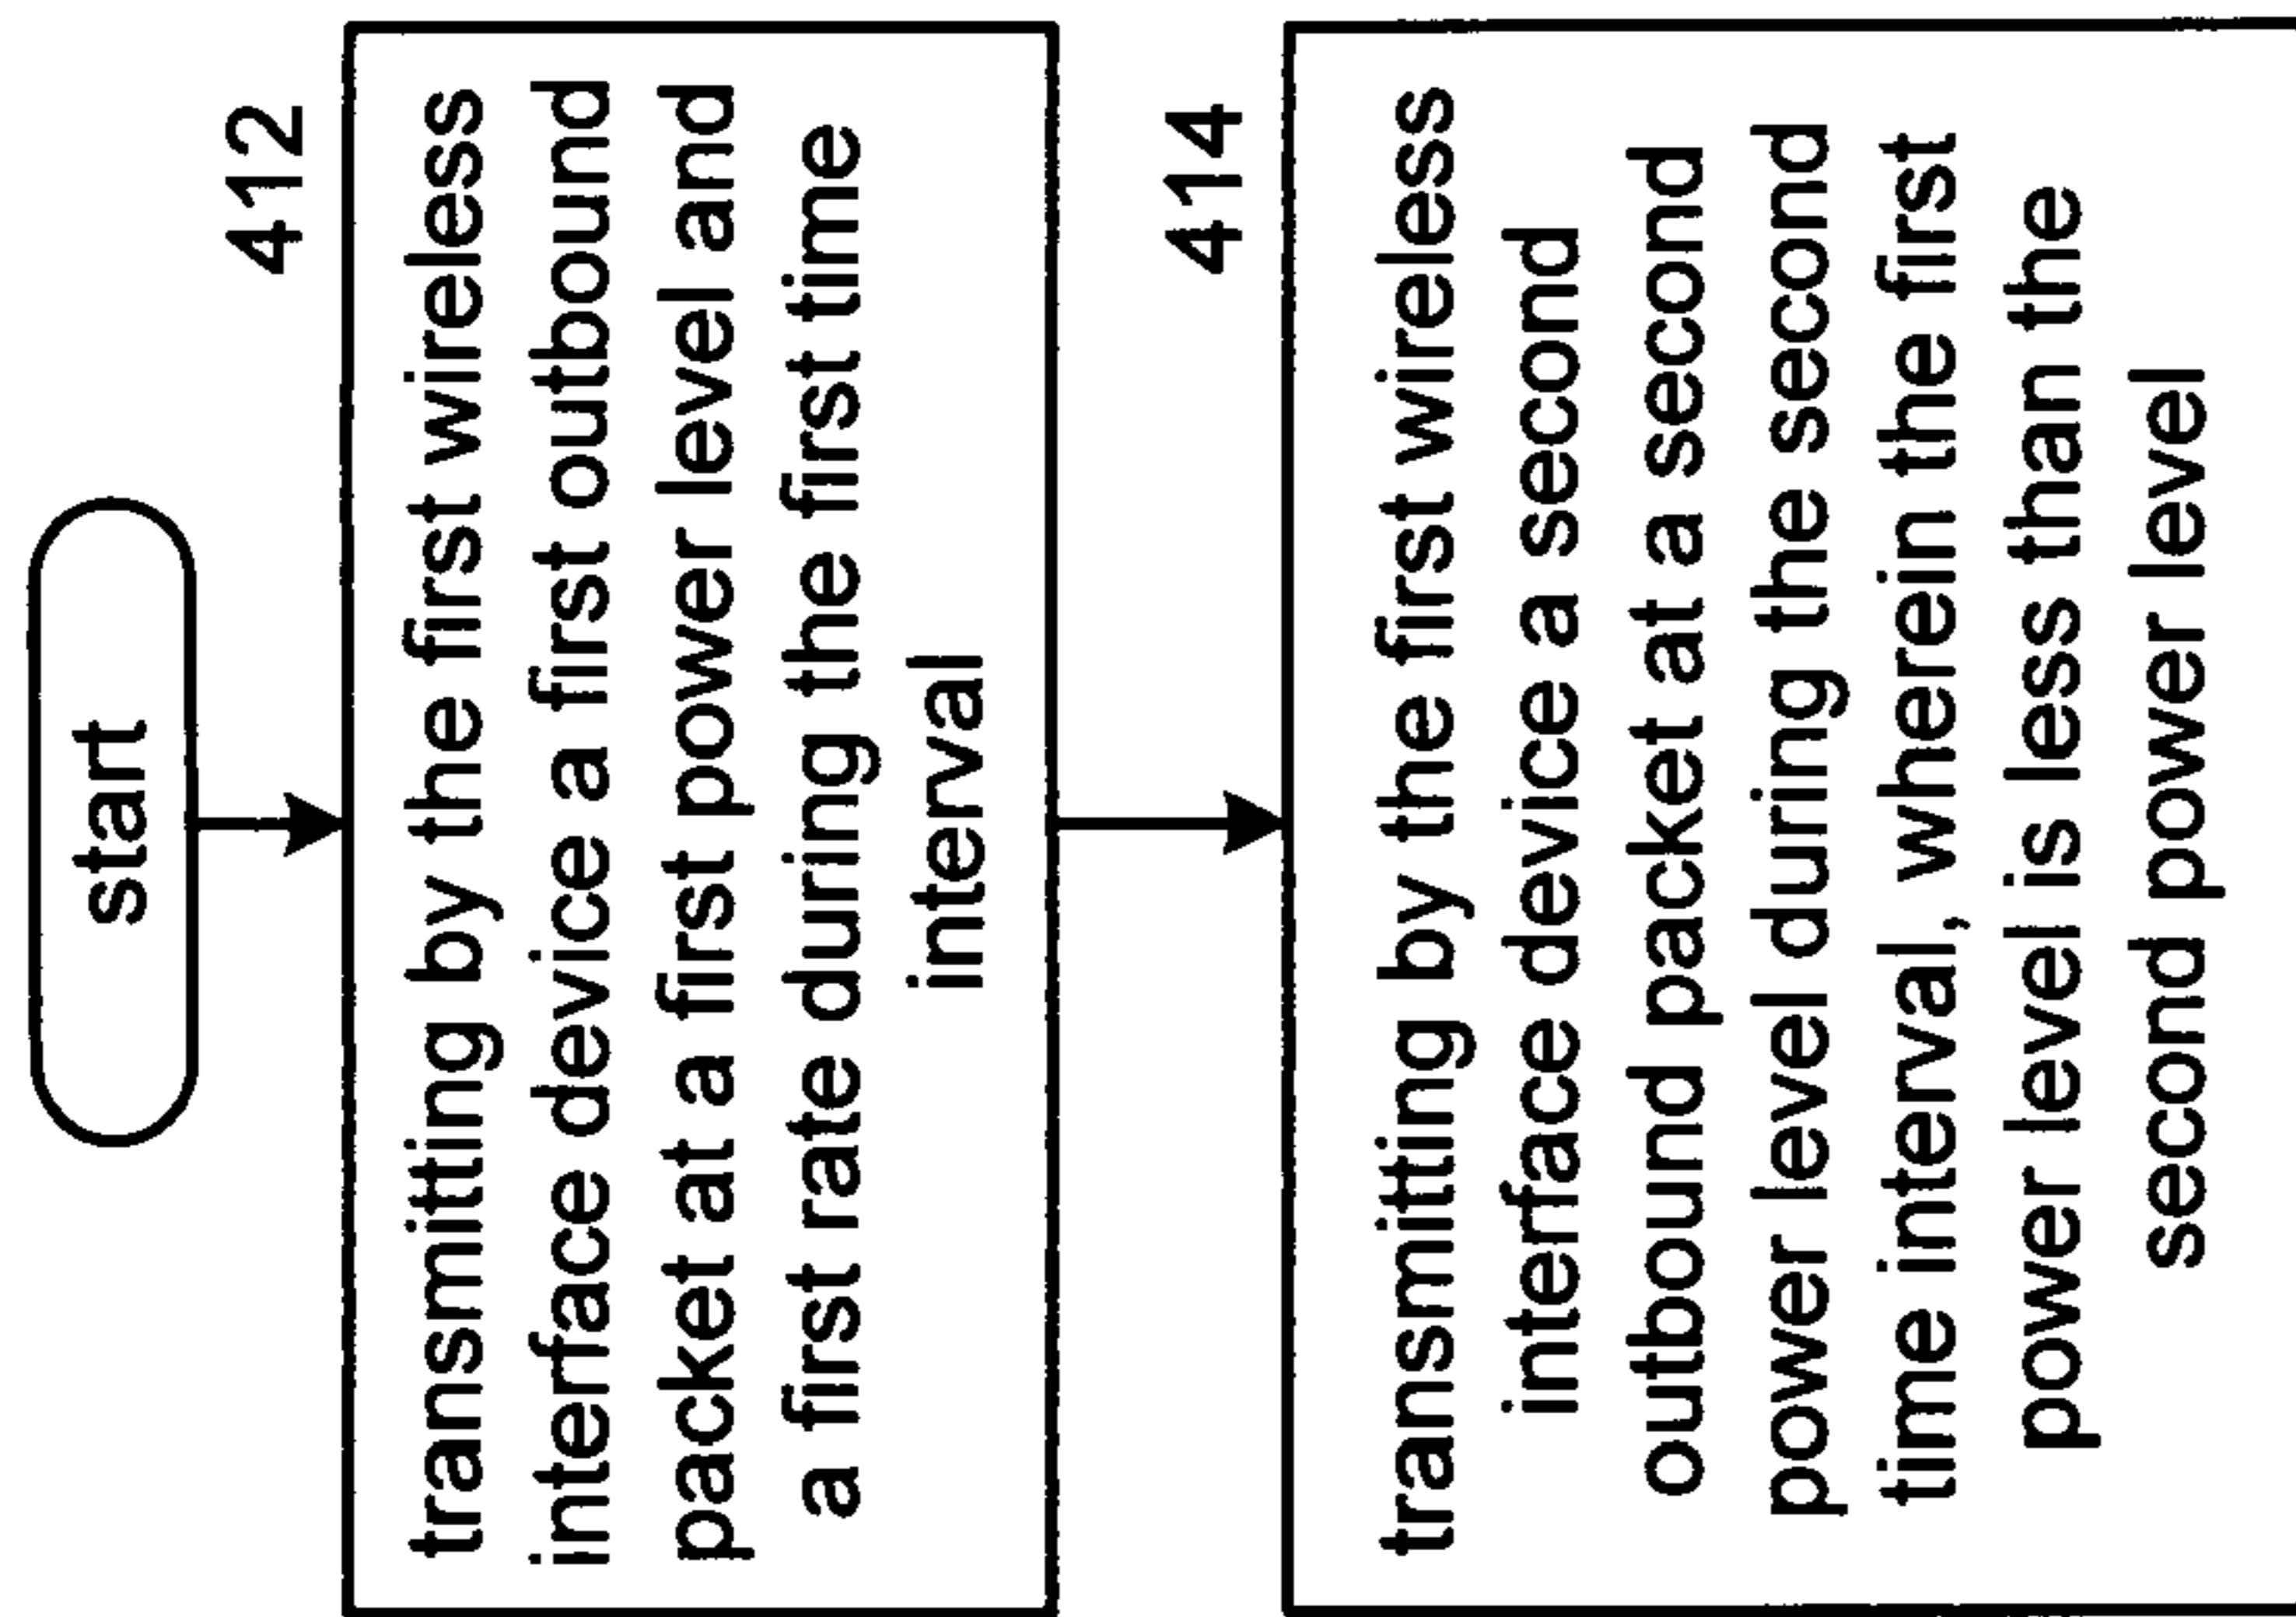 start
412
transmitting by the first wireless
interface device a first outbound
packet at a first power level and
a first rate during the first time
interval
414
transmitting by the first wireless
interface device a second
outbound packet at a second
power level during the second
time interval, wherein the first
power level is less than the
second power level